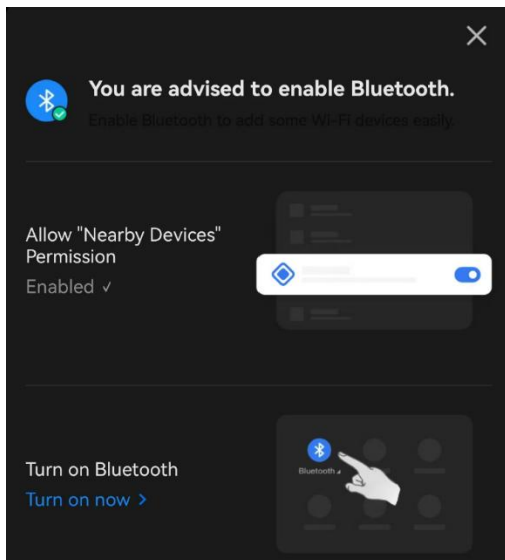 You are advised to enable Bluetooth.
Enable Bluetooth to add some Wi-Fi devices easily.
Allow "Nearby Devices"
Permission
Enabled ✓
Turn on Bluetooth
Turn on now >
Bluetooth